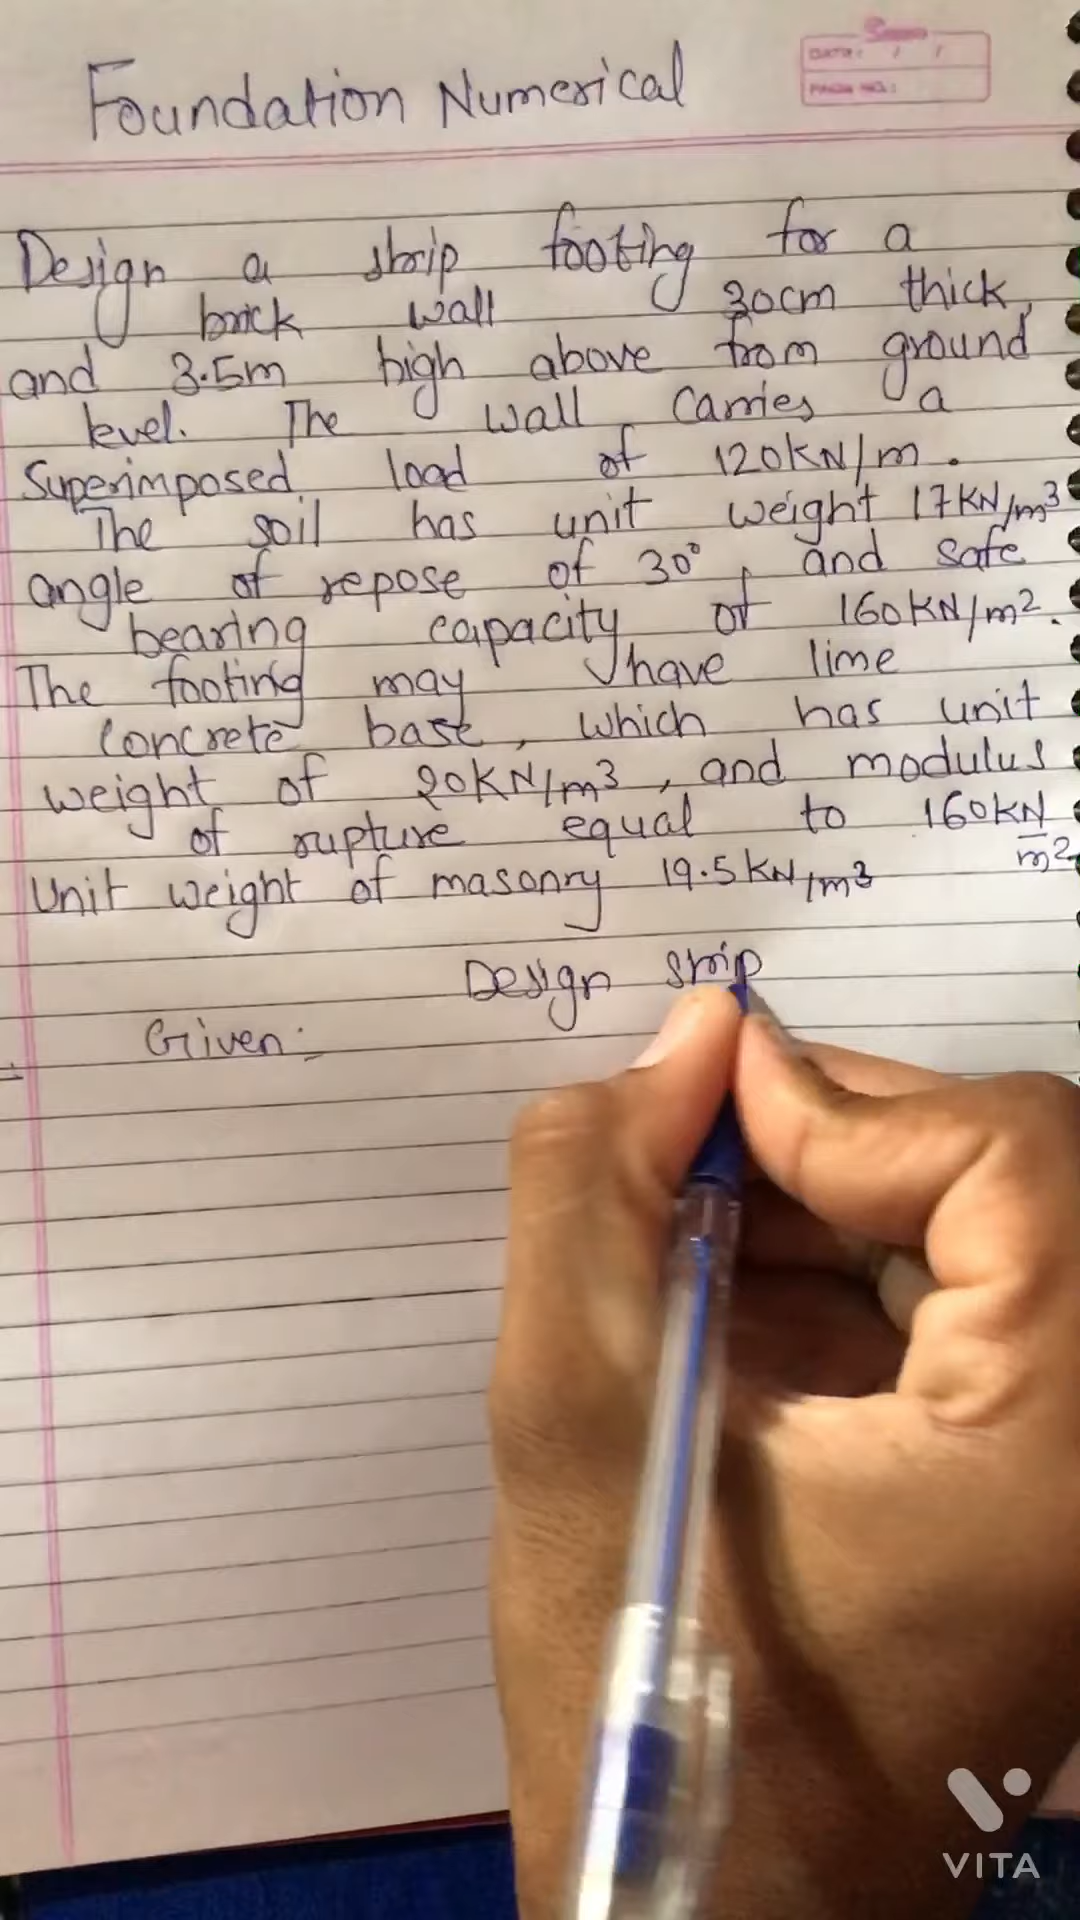 Saraswati
DATE: / /
PAGE NO.:
Foundation Numerical
Design a strip footing for a
brick wall 30cm thick,
and 3.5m high above from ground
level. The wall carries a
Superimposed load of 120KN/m.
The soil has unit weight 17KN/m³
angle of repose of 30°, and safe
bearing capacity of 160KN/m².
The footing may have lime
concrete base, which has unit
weight of 20KN/m³, and modulus
of rupture equal to 160KN/m²
Unit weight of masonry 19.5KN/m³
Design strip
Given:-
VITA